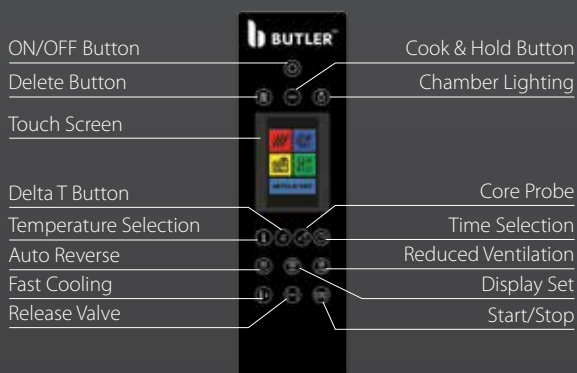 BUTLER™
ON/OFF Button
Cook & Hold Button
Delete Button
Chamber Lighting
Touch Screen
Delta T Button
Core Probe
Temperature Selection
Time Selection
Auto Reverse
Reduced Ventilation
Fast Cooling
Display Set
Release Valve
Start/Stop